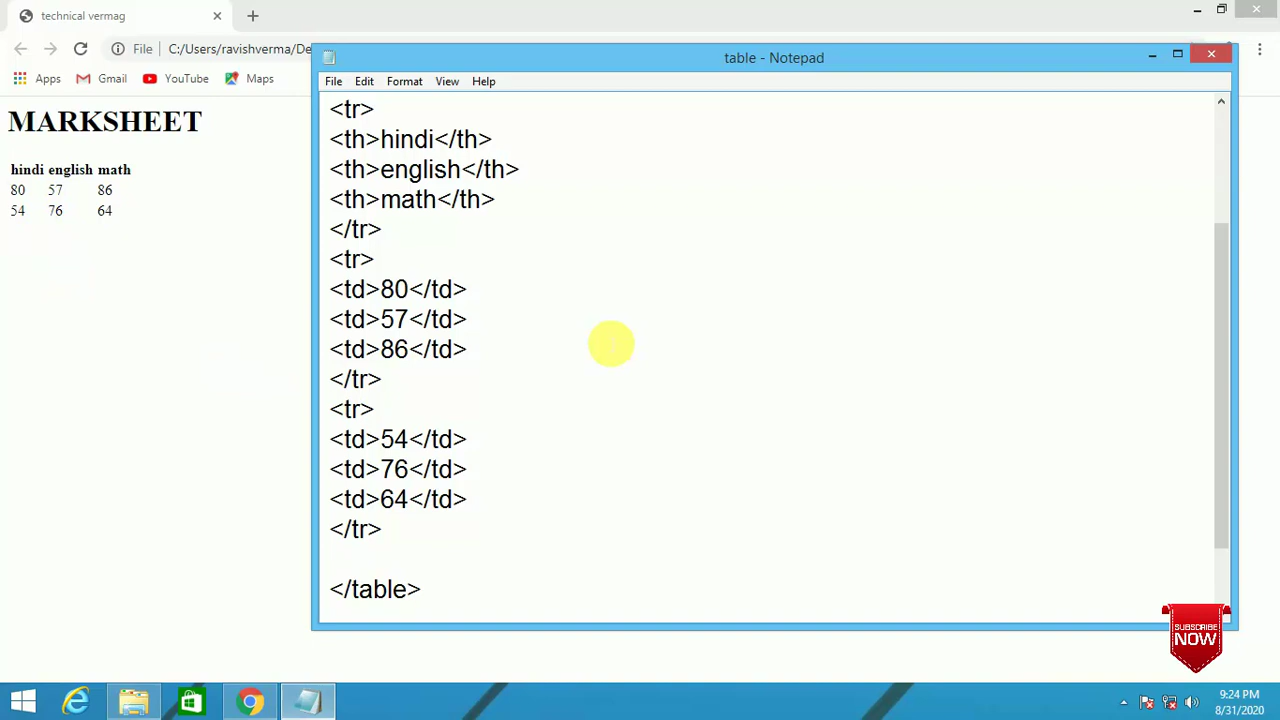 technical vermag
File C:/Users/ravishverma/De
Apps Gmail YouTube Maps
MARKSHEET
hindi english math
80 57 86
54 76 64
table - Notepad
File Edit Format View Help
<tr>
<th>hindi</th>
<th>english</th>
<th>math</th>
</tr>
<tr>
<td>80</td>
<td>57</td>
<td>86</td>
</tr>
<tr>
<td>54</td>
<td>76</td>
<td>64</td>
</tr>
</table>
SUBSCRIBE
NOW
9:24 PM
8/31/2020